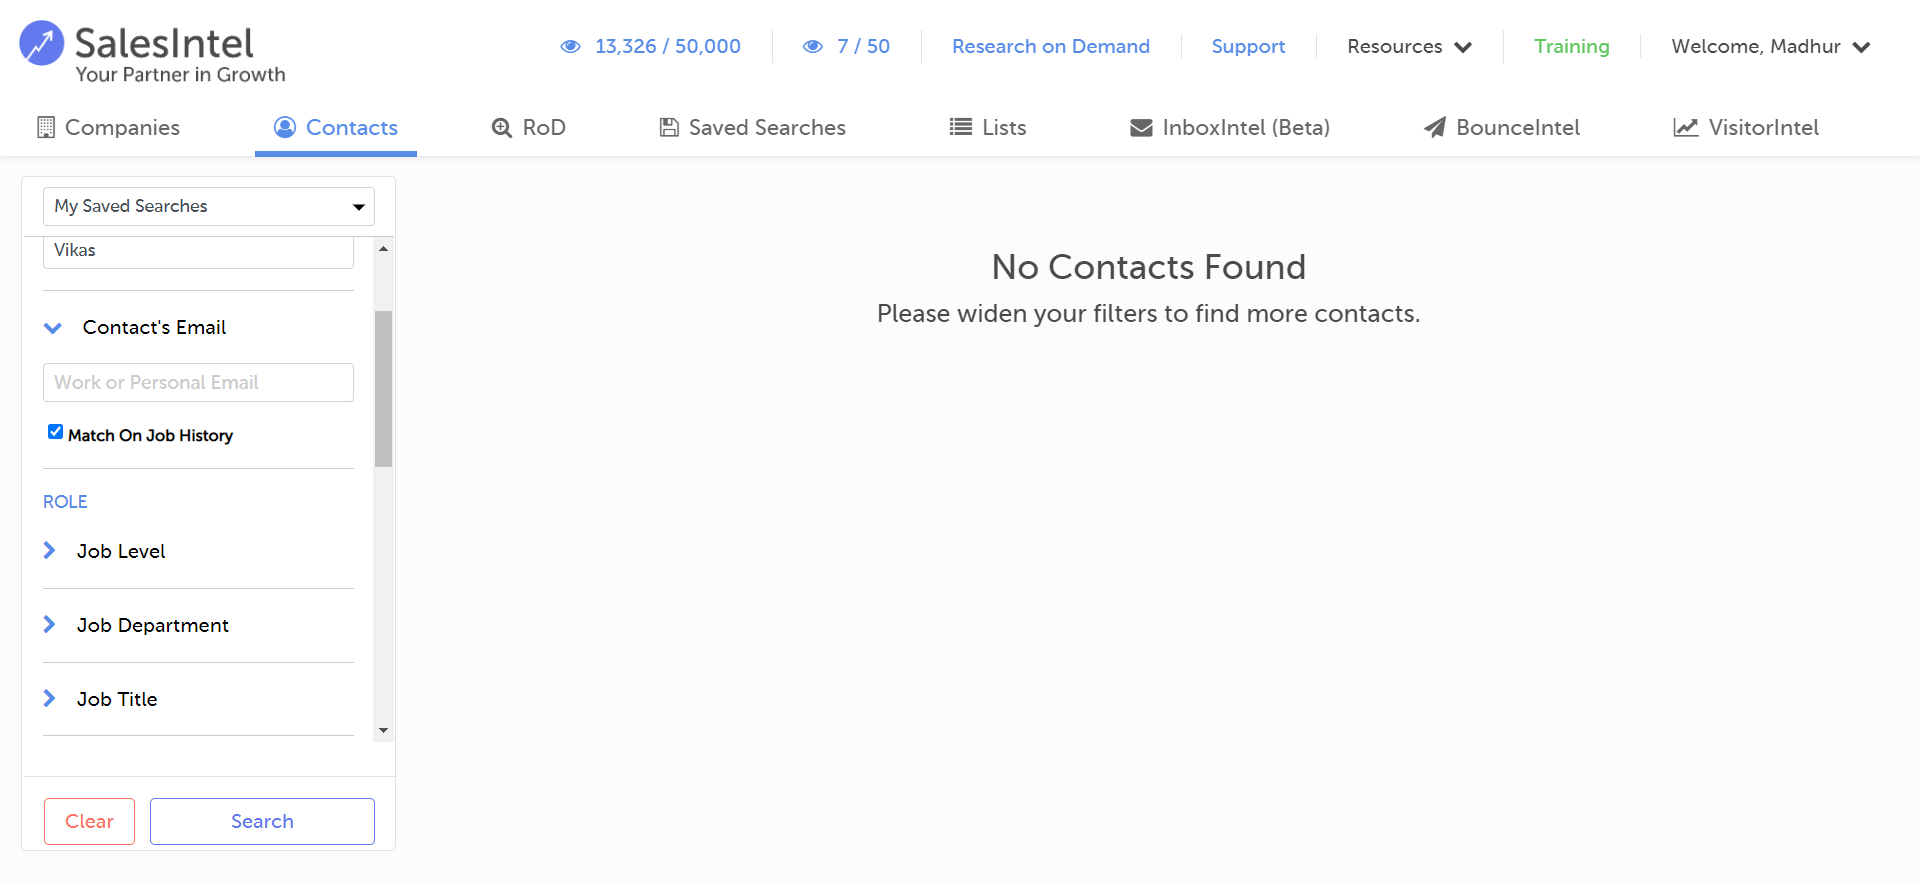 SalesIntel
Your Partner in Growth
13,326 / 50,000
7 / 50
Research on Demand
Support
Resources
Training
Welcome, Madhur
Companies
Contacts
RoD
Saved Searches
Lists
InboxIntel (Beta)
BounceIntel
VisitorIntel
My Saved Searches
Vikas
Contact's Email
Work or Personal Email
Match On Job History
ROLE
Job Level
Job Department
Job Title
Clear
Search
No Contacts Found
Please widen your filters to find more contacts.